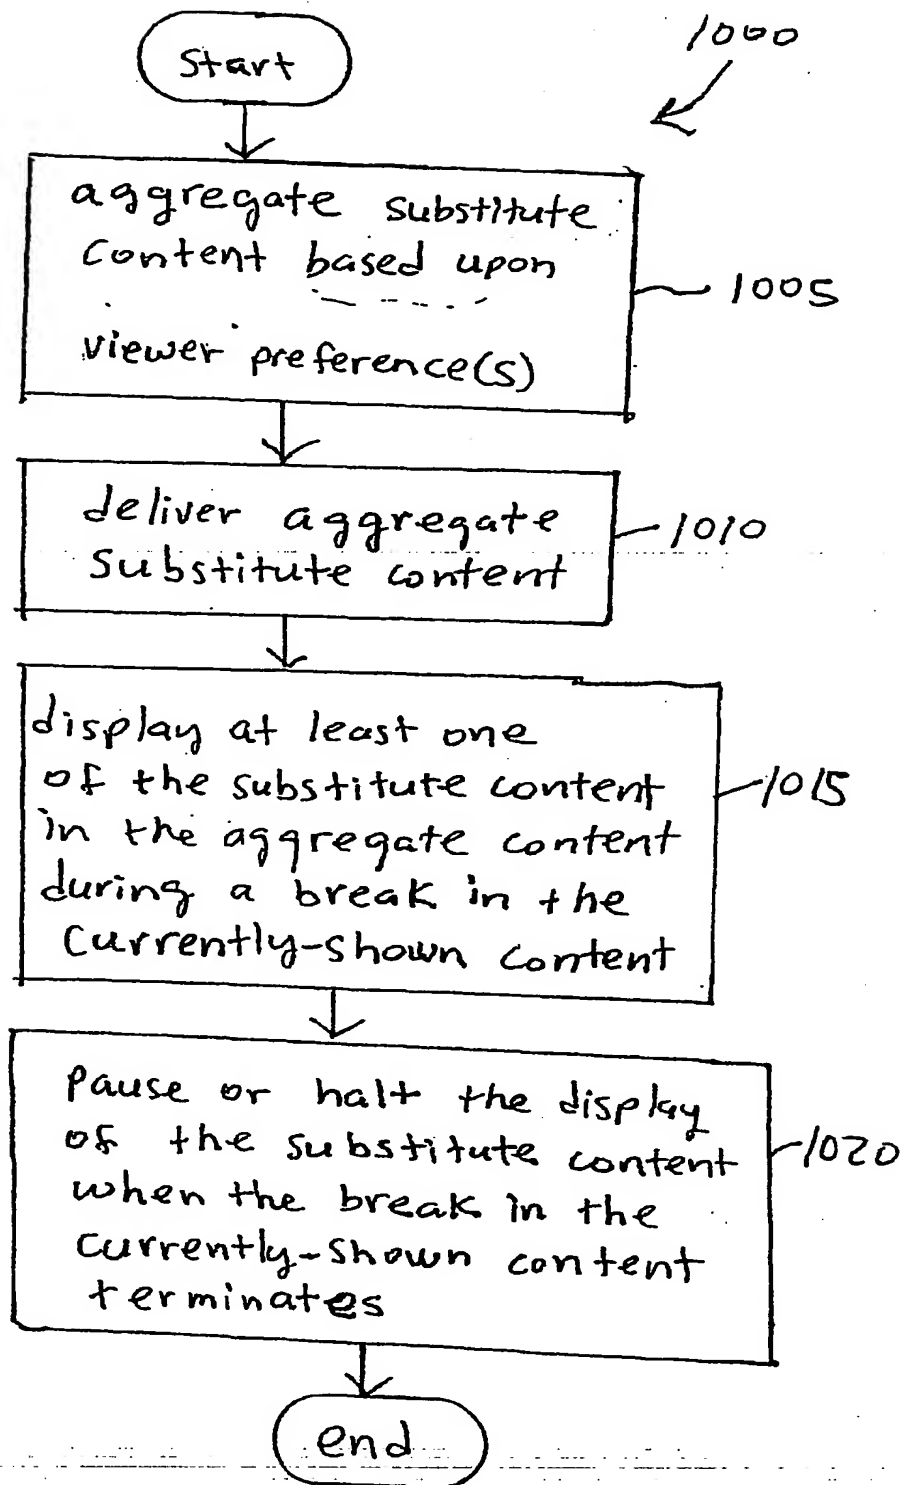 Start
1000
aggregate substitute
content based upon
viewer preference(s)
1005
deliver aggregate
substitute content
1010
display at least one
of the substitute content
in the aggregate content
during a break in the
currently-shown content
1015
pause or halt the display
of the substitute content
when the break in the
currently-shown content
terminates
1020
end